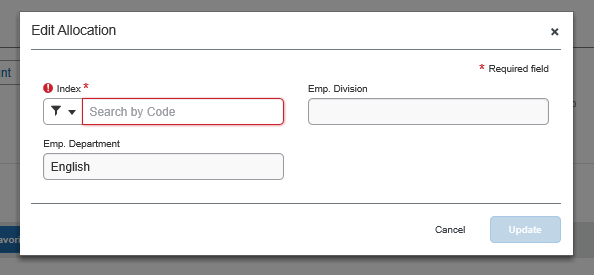 Edit Allocation
×
* Required field
Index *
Emp. Division
Search by Code
Emp. Department
English
Cancel
Update